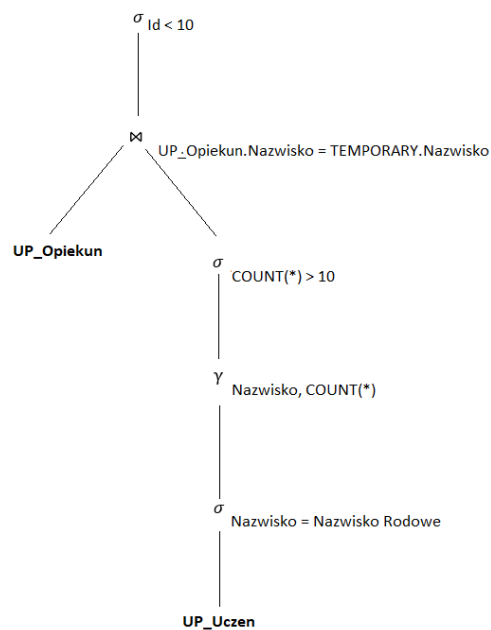 σ Id < 10
⋈
UP_Opiekun.Nazwisko = TEMPORARY.Nazwisko
UP_Opiekun
σ
COUNT(*) > 10
γ
Nazwisko, COUNT(*)
σ
Nazwisko = Nazwisko Rodowe
UP_Uczen